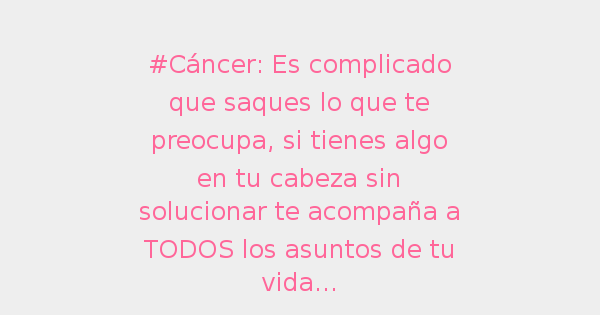 #Cáncer: Es complicado
que saques lo que te
preocupa, si tienes algo
en tu cabeza sin
solucionar te acompaña a
TODOS los asuntos de tu
vida...